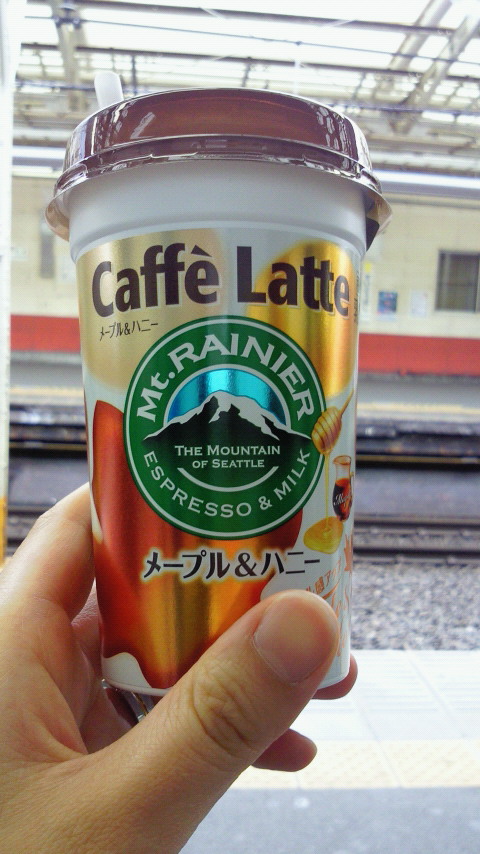 Caffè Latte
メープル&ハニー
Mt.RAINIER
THE MOUNTAIN
OF SEATTLE
ESPRESSO & MILK
メープル&ハニー